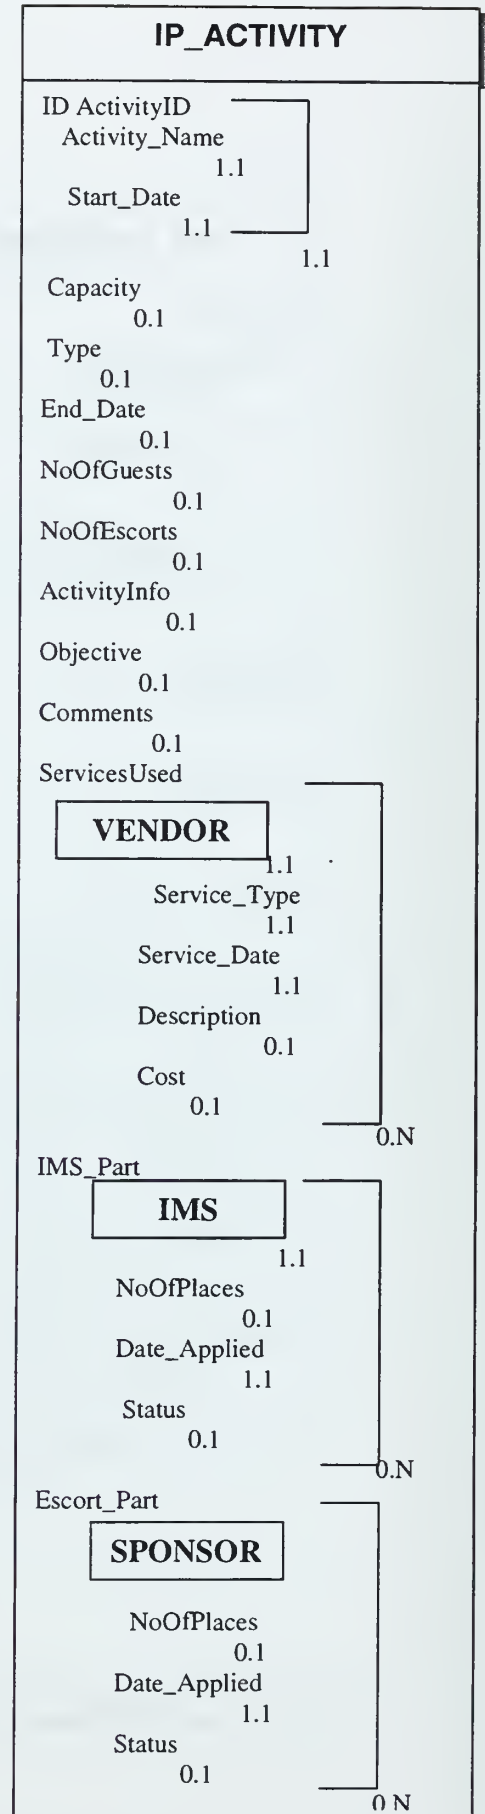 IP_ACTIVITY
ID ActivityID
Activity_Name
1.1
Start_Date
1.1
1.1
Capacity
0.1
Type
0.1
End_Date
0.1
NoOfGuests
0.1
NoOfEscorts
0.1
ActivityInfo
0.1
Objective
0.1
Comments
0.1
ServicesUsed
VENDOR
1.1
Service_Type
1.1
Service_Date
1.1
Description
0.1
Cost
0.1
0.N
IMS_Part
IMS
1.1
NoOfPlaces
0.1
Date_Applied
1.1
Status
0.1
0.N
Escort_Part
SPONSOR
NoOfPlaces
0.1
Date_Applied
1.1
Status
0.1
0 N